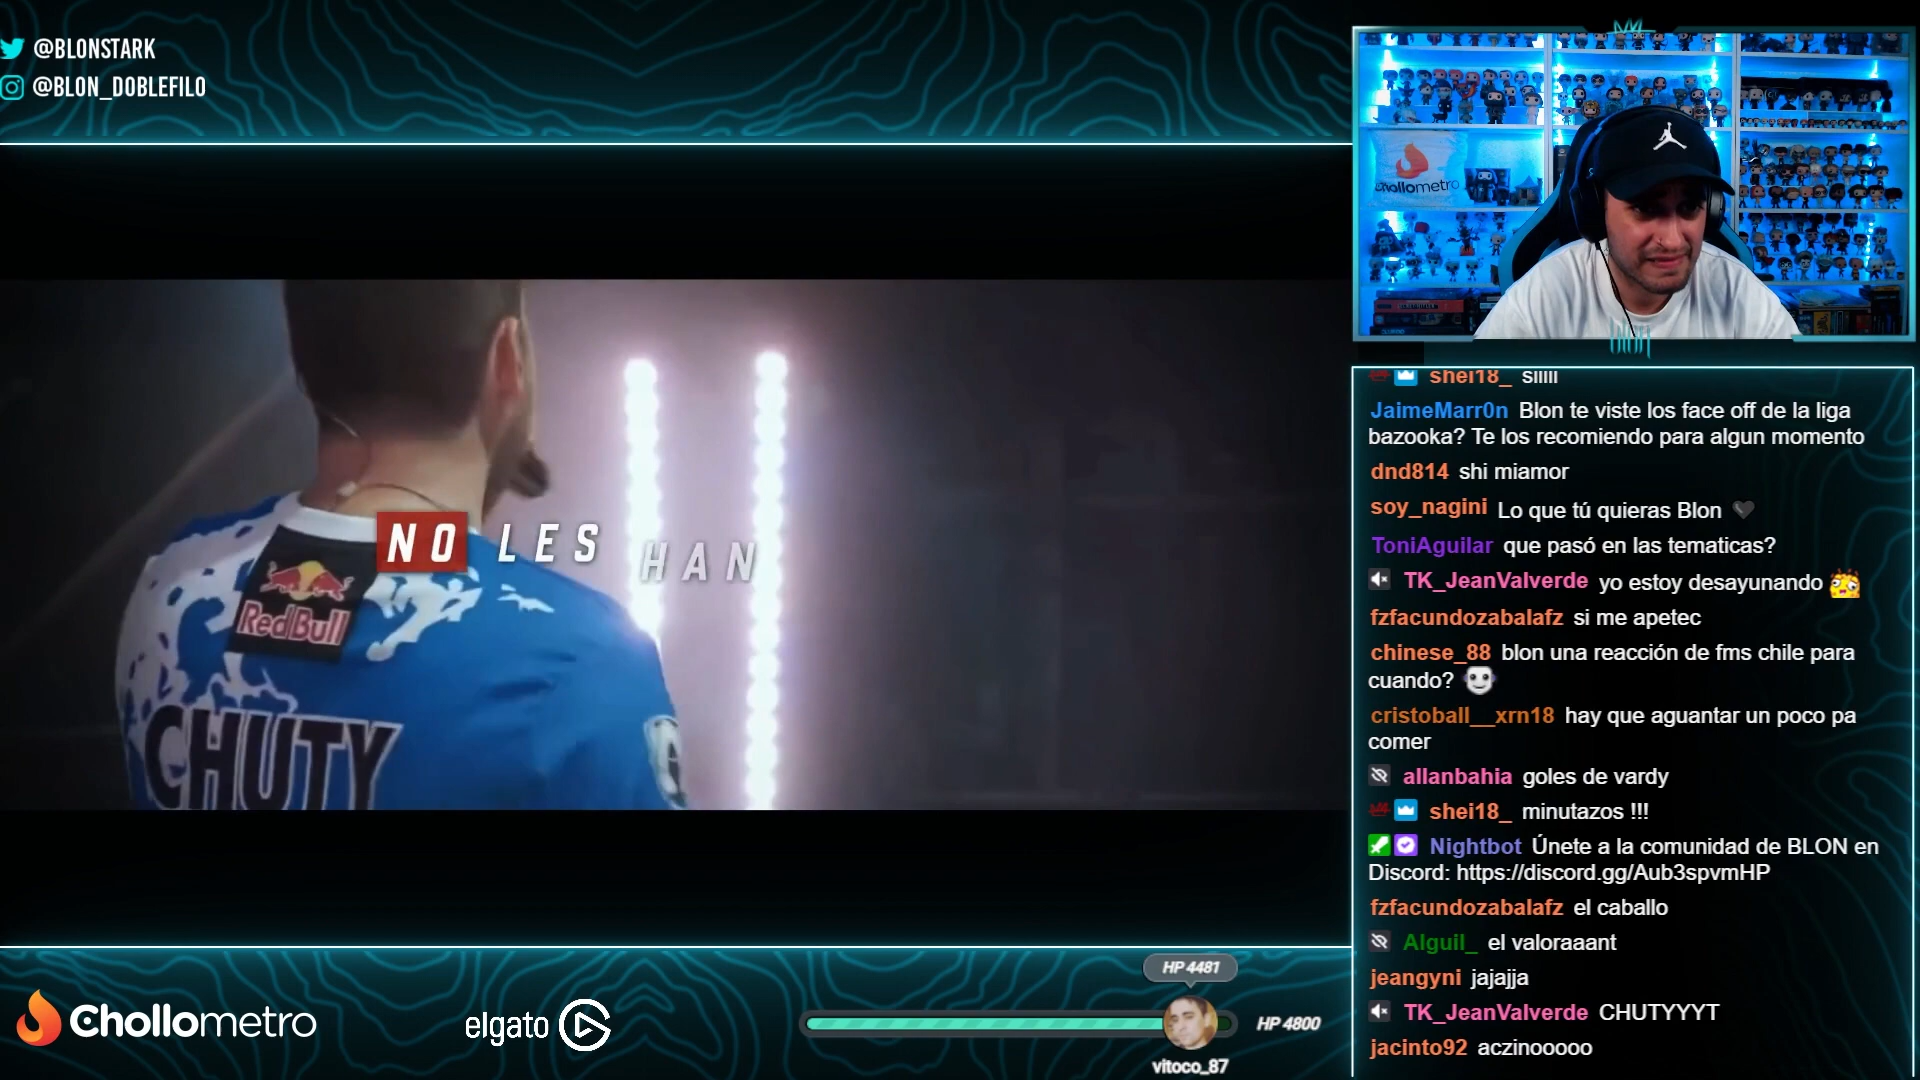 @BLONSTARK
@BLON_DOBLEFILO
Chollometro
NO LES HAN
RedBull
CHUTY
shei18_ siiiii
JaimeMarr0n Blon te viste los face off de la liga
bazooka? Te los recomiendo para algun momento
dnd814 shi miamor
soy_nagini Lo que tú quieras Blon 🖤
ToniAguilar que pasó en las tematicas?
TK_JeanValverde yo estoy desayunando
fzfacundozabalafz si me apetec
chinese_88 blon una reacción de fms chile para
cuando?
cristoball__xrn18 hay que aguantar un poco pa
comer
allanbahia goles de vardy
shei18_ minutazos !!!
Nightbot Únete a la comunidad de BLON en
Discord: https://discord.gg/Aub3spvmHP
fzfacundozabalafz el caballo
Alguil_ el valoraaant
jeangyni jajajja
TK_JeanValverde CHUTYYYT
jacinto92 aczinooooo
Chollometro
elgato
HP 4481
HP 4800
vitoco_87